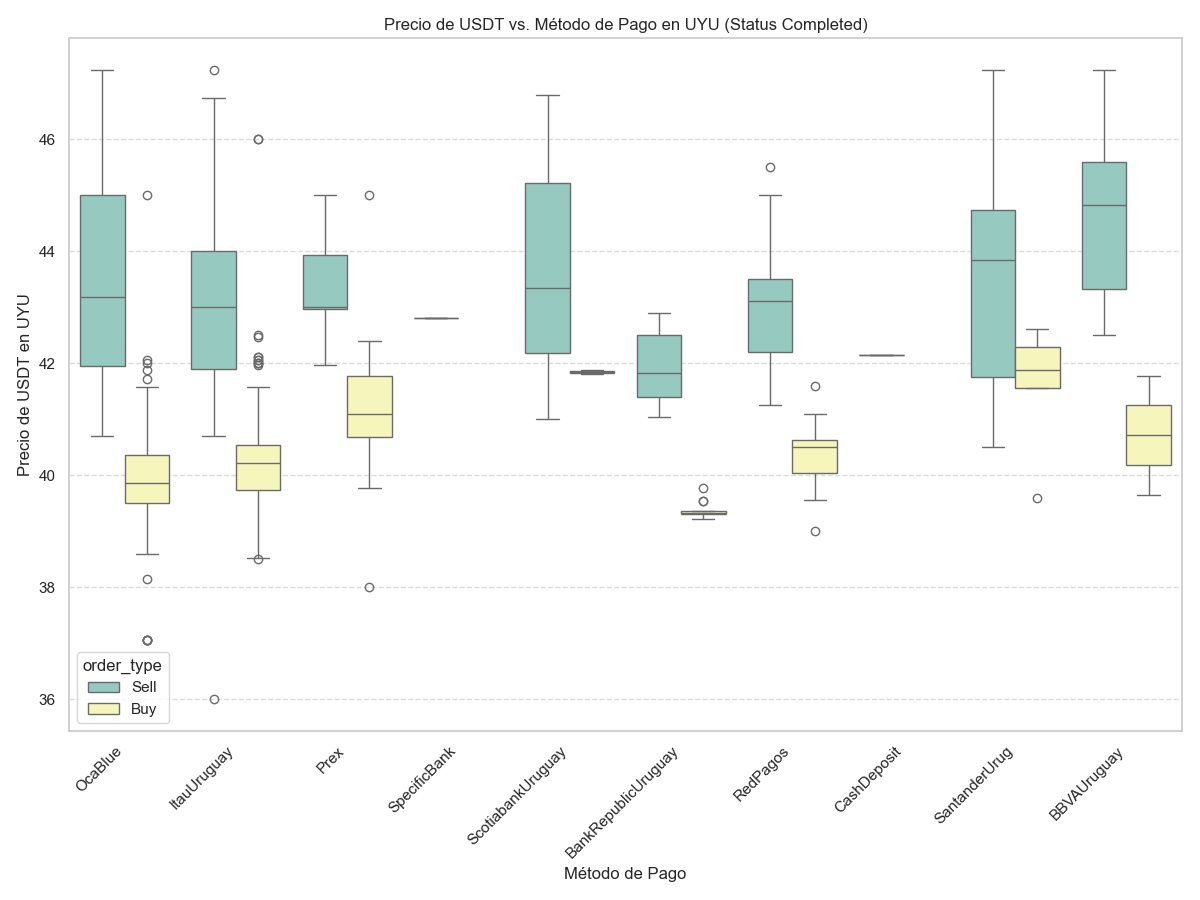 Precio de USDT vs. Método de Pago en UYU (Status Completed)
Precio de USDT en UYU
46
44
42
40
38
36
order_type
Sell
Buy
OcaBlue
ItauUruguay
Prex
SpecificBank
ScotiabankUruguay
BankRepublicUruguay
RedPagos
CashDeposit
SantanderUrug
BBVAUruguay
Método de Pago